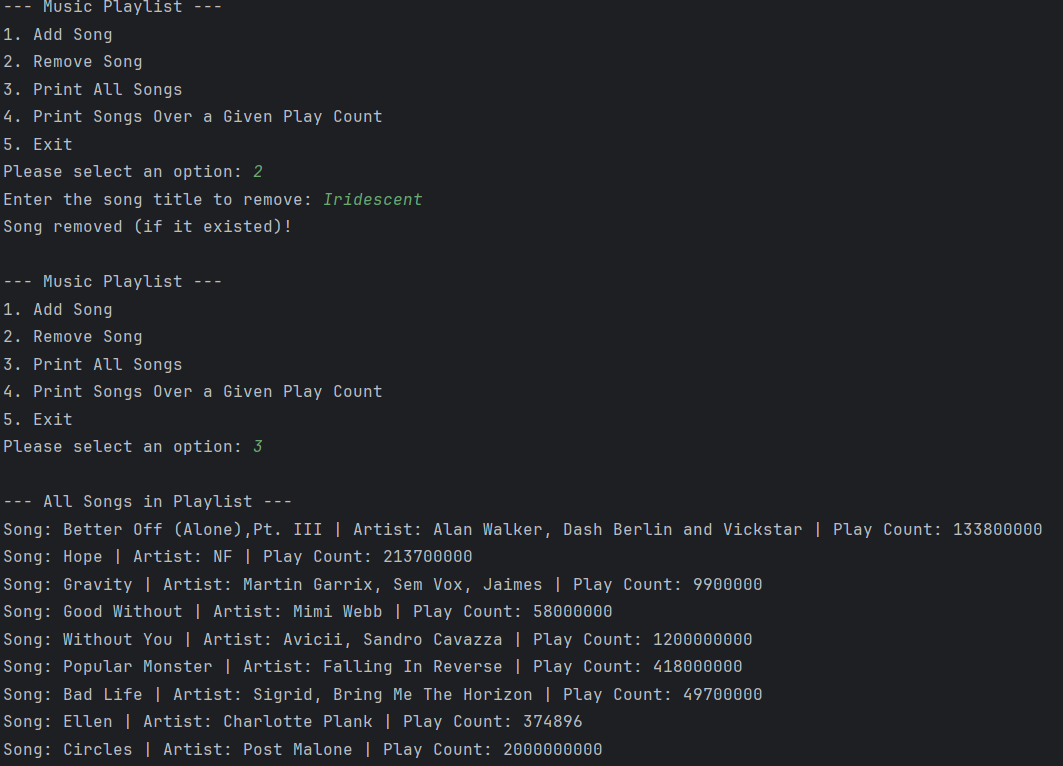 --- Music Playlist ---
1. Add Song
2. Remove Song
3. Print All Songs
4. Print Songs Over a Given Play Count
5. Exit
Please select an option: 2
Enter the song title to remove: Iridescent
Song removed (if it existed)!
--- Music Playlist ---
1. Add Song
2. Remove Song
3. Print All Songs
4. Print Songs Over a Given Play Count
5. Exit
Please select an option: 3
--- All Songs in Playlist ---
Song: Better Off (Alone),Pt. III | Artist: Alan Walker, Dash Berlin and Vickstar | Play Count: 133800000
Song: Hope | Artist: NF | Play Count: 213700000
Song: Gravity | Artist: Martin Garrix, Sem Vox, Jaimes | Play Count: 9900000
Song: Good Without | Artist: Mimi Webb | Play Count: 58000000
Song: Without You | Artist: Avicii, Sandro Cavazza | Play Count: 1200000000
Song: Popular Monster | Artist: Falling In Reverse | Play Count: 418000000
Song: Bad Life | Artist: Sigrid, Bring Me The Horizon | Play Count: 49700000
Song: Ellen | Artist: Charlotte Plank | Play Count: 374896
Song: Circles | Artist: Post Malone | Play Count: 2000000000